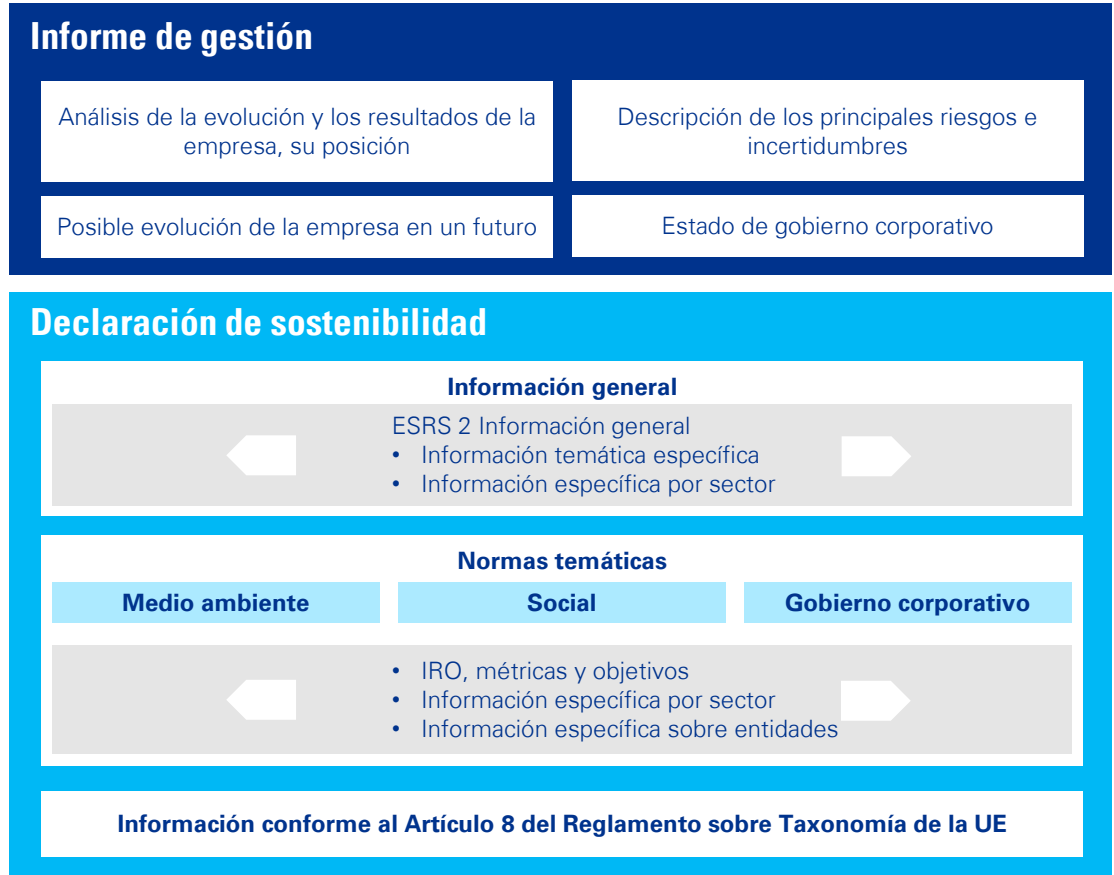 Informe de gestión
Análisis de la evolución y los resultados de la
empresa, su posición
Descripción de los principales riesgos e
incertidumbres
Posible evolución de la empresa en un futuro
Estado de gobierno corporativo
Declaración de sostenibilidad
Información general
ESRS 2 Información general
• Información temática específica
• Información específica por sector
Normas temáticas
Medio ambiente
Social
Gobierno corporativo
• IRO, métricas y objetivos
• Información específica por sector
• Información específica sobre entidades
Información conforme al Artículo 8 del Reglamento sobre Taxonomía de la UE